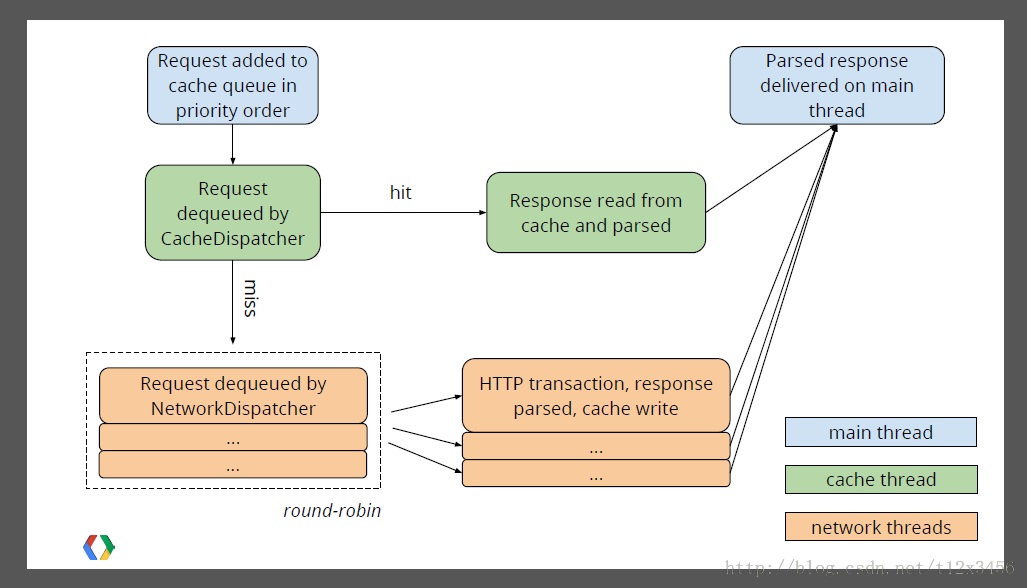 Request added to
cache queue in
priority order
Parsed response
delivered on main
thread
Request
dequeued by
CacheDispatcher
hit
Response read from
cache and parsed
miss
Request dequeued by
NetworkDispatcher
...
...
HTTP transaction, response
parsed, cache write
...
...
round-robin
main thread
cache thread
network threads
http://blog.csdn.net/t12x3456